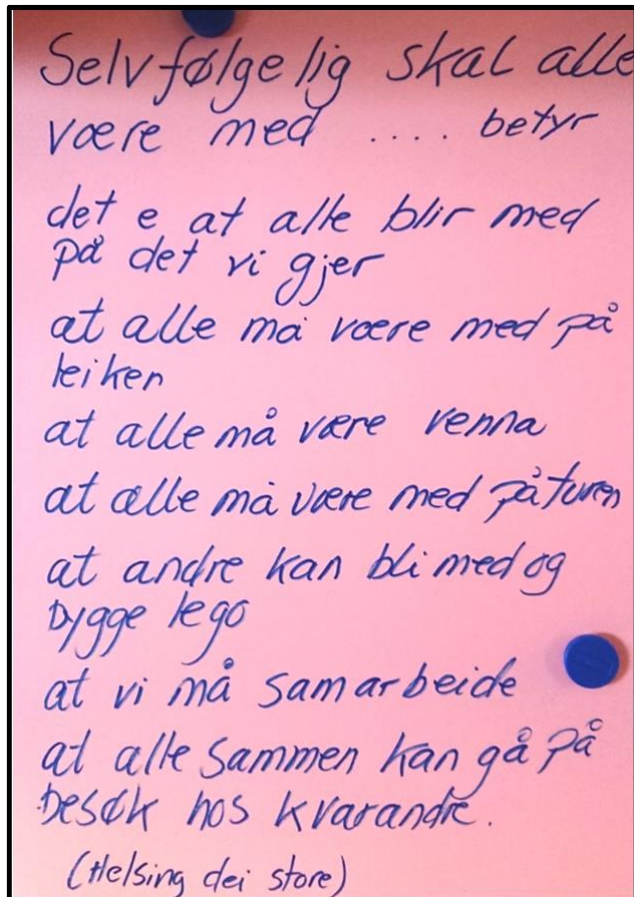 Selvfølgelig skal alle
være med .... betyr
det e at alle blir med
på det vi gjer
at alle må være med på
leiken
at alle må være venna
at alle må være med på turen
at andre kan bli med og
bygge lego
at vi må samarbeide
at alle sammen kan gå på
besøk hos kvarandre.
(Helsing dei store)